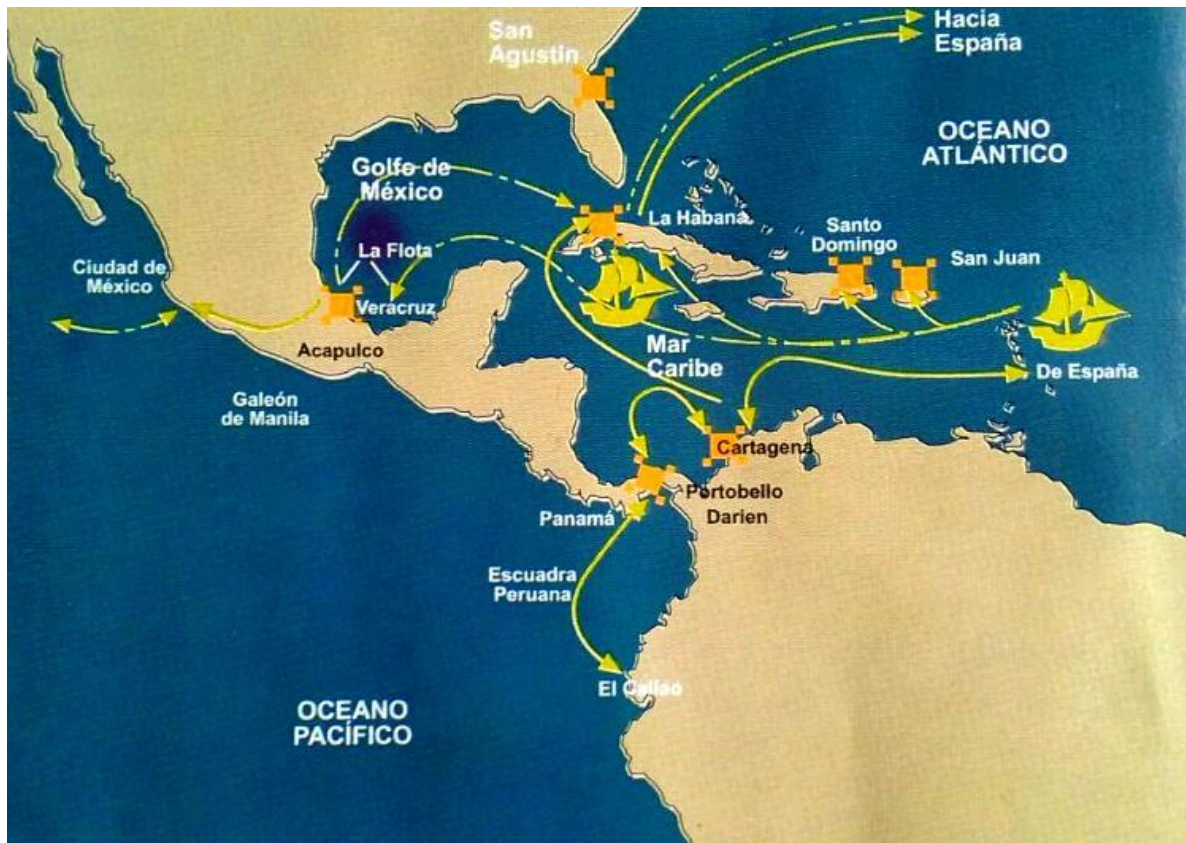 San
Agustín
Hacia
España
OCEANO
ATLÁNTICO
Golfo de
México
La Habana
Santo
Domingo
San Juan
La Flota
Ciudad de
México
Veracruz
Acapulco
Mar
Caribe
De España
Galeón
de Manila
Cartagena
Portobello
Darien
Panamá
Escuadra
Peruana
El Callao
OCEANO
PACÍFICO